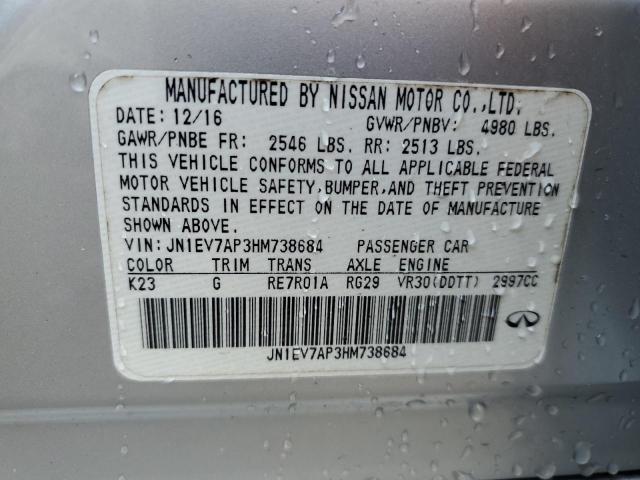 MANUFACTURED BY NISSAN MOTOR CO.,LTD.
DATE: 12/16 GVWR/PNBV: 4980 LBS.
GAWR/PNBE FR: 2546 LBS. RR: 2513 LBS.
THIS VEHICLE CONFORMS TO ALL APPLICABLE FEDERAL
MOTOR VEHICLE SAFETY,BUMPER,AND THEFT PREVENTION
STANDARDS IN EFFECT ON THE DATE OF MANUFACTURE
SHOWN ABOVE.
VIN: JN1EV7AP3HM738684 PASSENGER CAR
COLOR TRIM TRANS AXLE ENGINE
K23 G RE7R01A RG29 VR30(DDTT) 2997CC
JN1EV7AP3HM738684